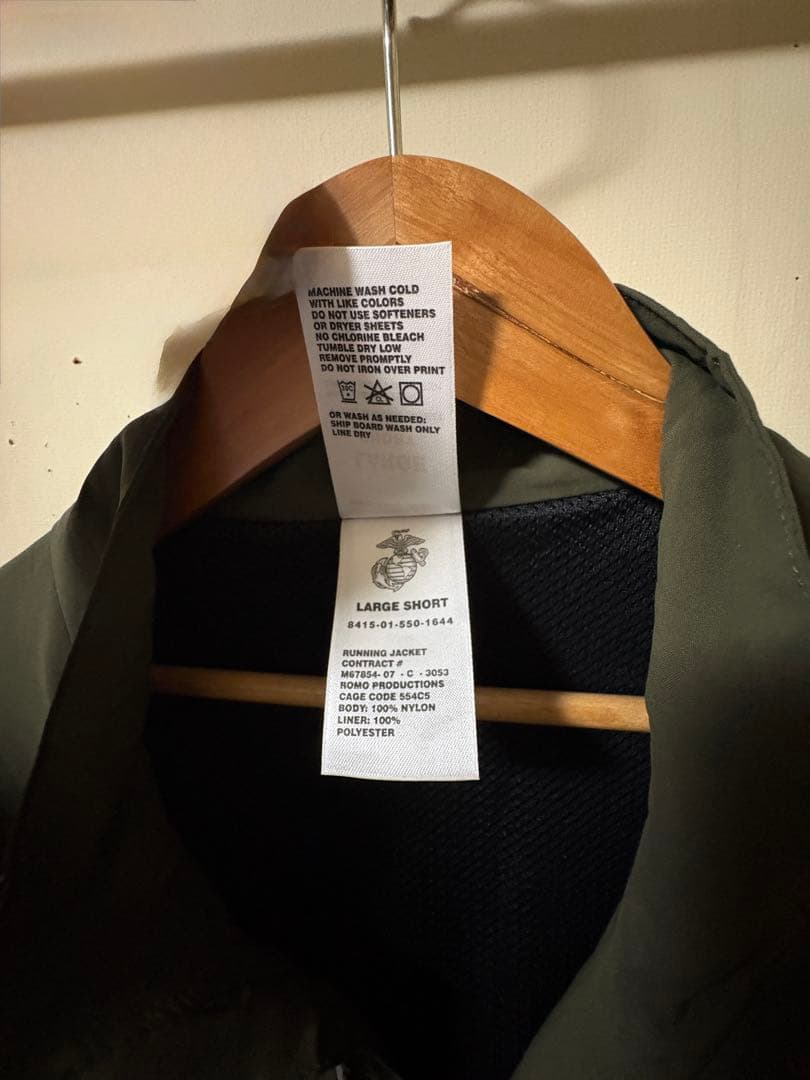 MACHINE WASH COLD
WITH LIKE COLORS
DO NOT USE SOFTENERS
OR DRYER SHEETS
NO CHLORINE BLEACH
TUMBLE DRY LOW
REMOVE PROMPTLY
DO NOT IRON OVER PRINT
30C
CL
OR WASH AS NEEDED:
SHIP BOARD WASH ONLY
LINE DRY
LARGE SHORT
8415-01-550-1644
RUNNING JACKET
CONTRACT #
M67854- 07 - C - 3053
ROMO PRODUCTIONS
CAGE CODE 554C5
BODY: 100% NYLON
LINER: 100%
POLYESTER